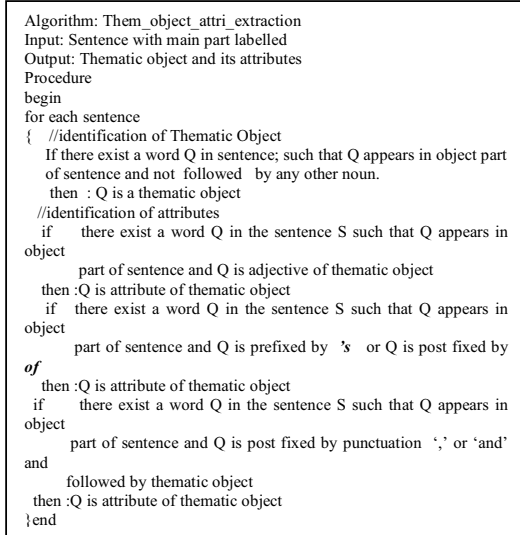 Algorithm: Them_object_attri_extraction
Input: Sentence with main part labelled
Output: Thematic object and its attributes
Procedure
begin
for each sentence
{ //identification of Thematic Object
If there exist a word Q in sentence; such that Q appears in object part
of sentence and not followed by any other noun.
then : Q is a thematic object
//identification of attributes
if there exist a word Q in the sentence S such that Q appears in
object
part of sentence and Q is adjective of thematic object
then :Q is attribute of thematic object
if there exist a word Q in the sentence S such that Q appears in
object
part of sentence and Q is prefixed by 's or Q is post fixed by
of
then :Q is attribute of thematic object
if there exist a word Q in the sentence S such that Q appears in
object
part of sentence and Q is post fixed by punctuation ‘,’ or ‘and’
and
followed by thematic object
then :Q is attribute of thematic object
}end